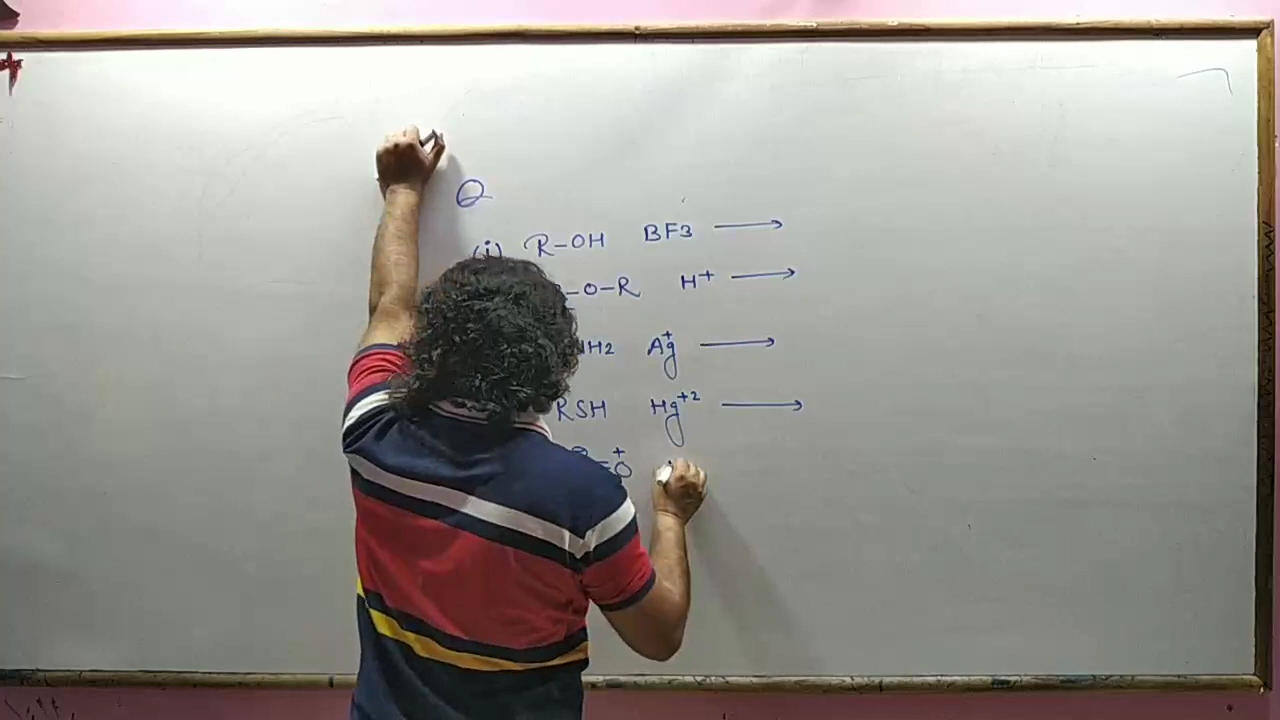 Q
(i) R-OH BF3 ⟶
-O-R H+ ⟶
NH2 Ag+ ⟶
RSH Hg+2 ⟶
=O+